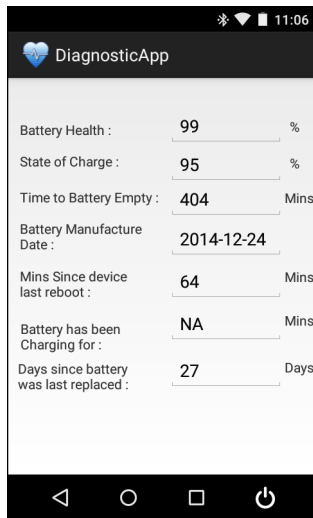 11:06
DiagnosticApp
Battery Health : 99 %
State of Charge : 95 %
Time to Battery Empty : 404 Mins
Battery Manufacture
Date : 2014-12-24
Mins Since device
last reboot : 64 Mins
Battery has been
Charging for : NA Mins
Days since battery
was last replaced : 27 Days